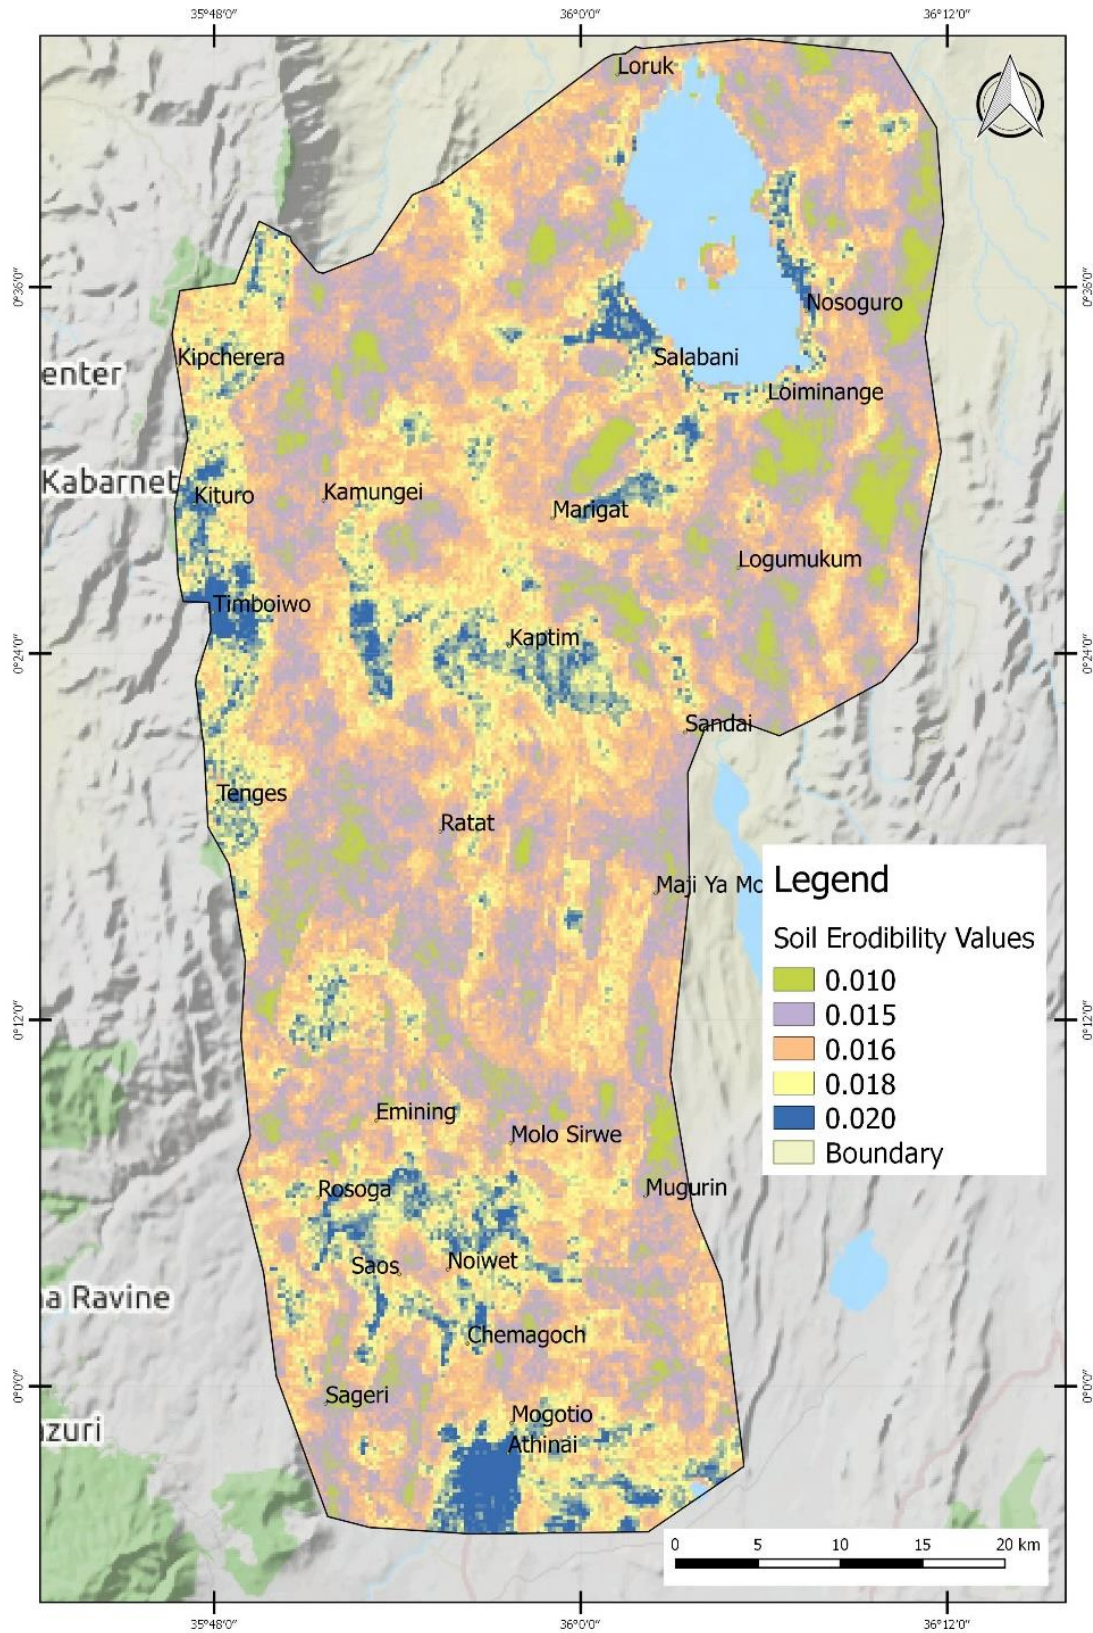 35°48'0"
36°0'0"
36°12'0"
Loruk
0°36'0"
0°36'0"
Nosoguro
Kipcherera
Salabani
enter
Loiminange
Kabarnet
Kituro
Kamungei
Marigat
Logumukum
Timboiwo
Kaptim
0°24'0"
0°24'0"
Sandai
Tenges
Ratat
Maji Ya Mo
Legend
Soil Erodibility Values
0.010
0.015
0.016
0.018
0.020
Boundary
0°12'0"
0°12'0"
Emining
Molo Sirwe
Rosoga
Mugurin
Saos
Noiwet
a Ravine
Chemagoch
0°0'0"
0°0'0"
Sageri
Mogotio
zuri
Athinai
0 5 10 15 20 km
35°48'0"
36°0'0"
36°12'0"